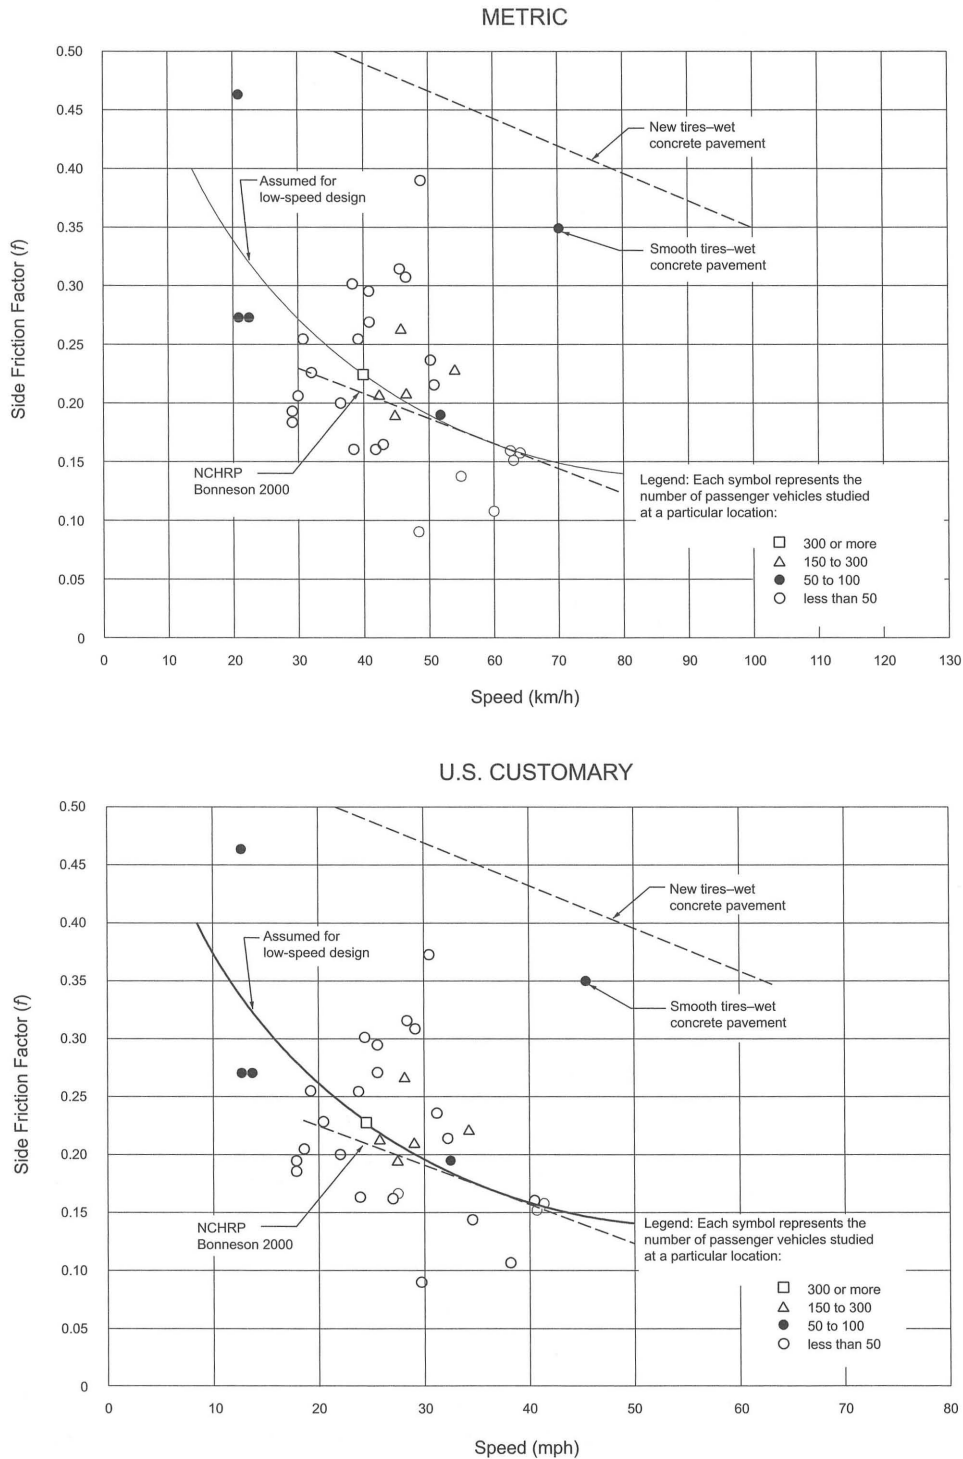 METRIC
Side Friction Factor (f)
0.50
0.45
0.40
0.35
0.30
0.25
0.20
0.15
0.10
0.05
0
New tires–wet
concrete pavement
Assumed for
low-speed design
Smooth tires–wet
concrete pavement
NCHRP
Bonneson 2000
Legend: Each symbol represents the
number of passenger vehicles studied
at a particular location:
300 or more
150 to 300
50 to 100
less than 50
0 10 20 30 40 50 60 70 80 90 100 110 120 130
Speed (km/h)
U.S. CUSTOMARY
Side Friction Factor (f)
0.50
0.45
0.40
0.35
0.30
0.25
0.20
0.15
0.10
0.05
0
New tires–wet
concrete pavement
Assumed for
low-speed design
Smooth tires–wet
concrete pavement
NCHRP
Bonneson 2000
Legend: Each symbol represents the
number of passenger vehicles studied
at a particular location:
300 or more
150 to 300
50 to 100
less than 50
0 10 20 30 40 50 60 70 80
Speed (mph)